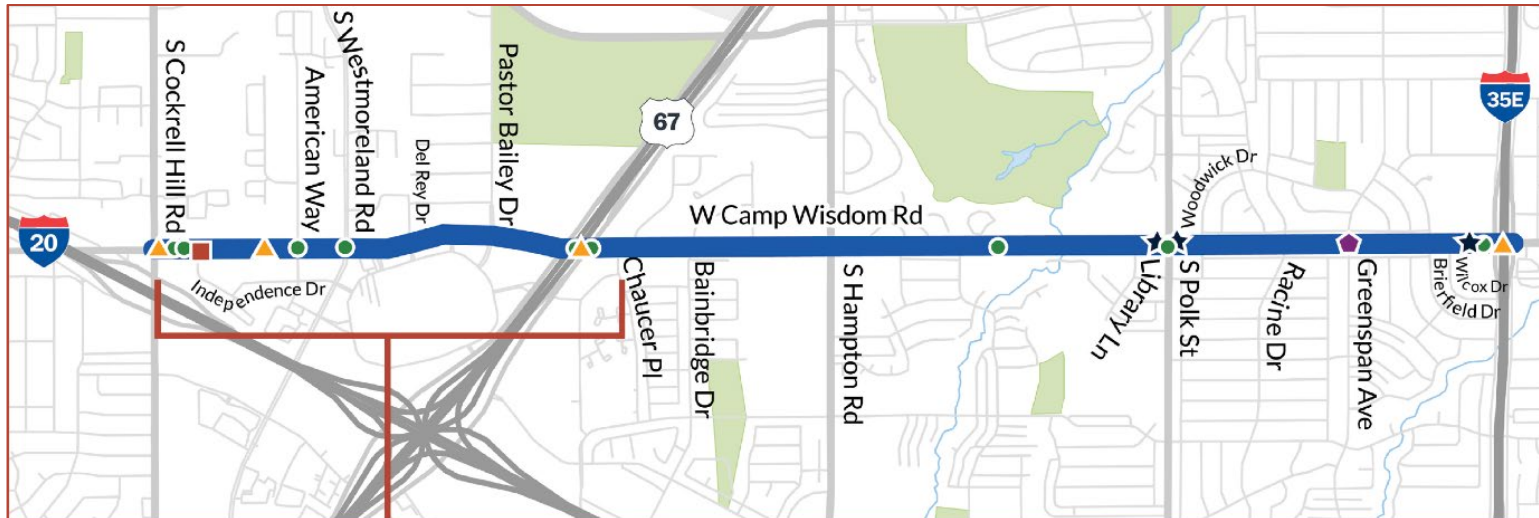 S Cockrell Hill Rd
American Way
S Westmoreland Rd
Del Rey Dr
Pastor Bailey Dr
67
35E
20
W Camp Wisdom Rd
Woodwick Dr
Independence Dr
Chaucer Pl
Bainbridge Dr
S Hampton Rd
Library Ln
S Polk St
Racine Dr
Greenspan Ave
Wilcox Dr
Brierfield Dr